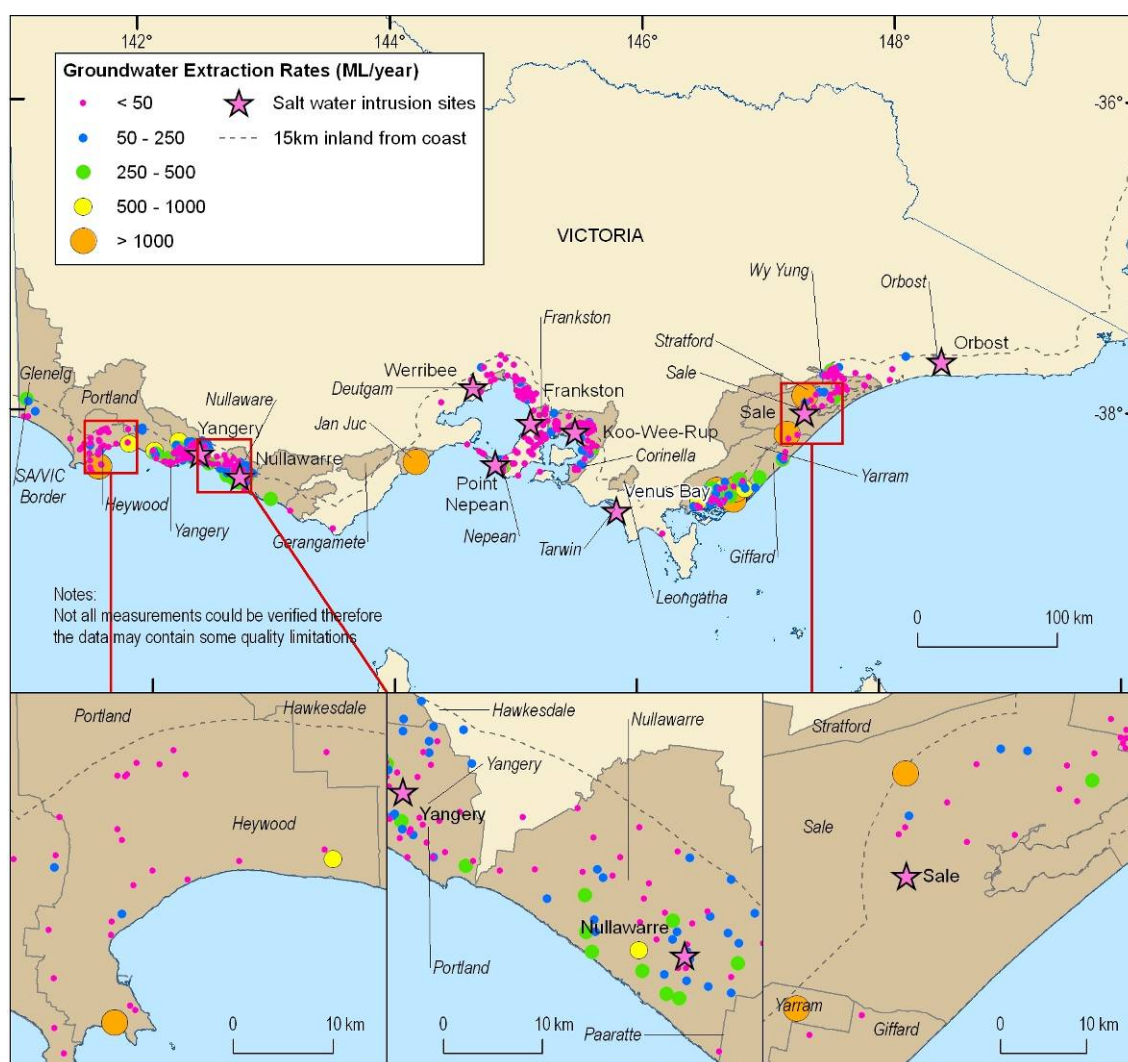 142
144
146
148
Groundwater Extraction Rates (ML/year)
< 50
Salt water intrusion sites
50 - 250
15km inland from coast
250 - 500
500 - 1000
> 1000
-36
VICTORIA
Wy Yung
Orbost
Frankston
Stratford
Orbost
Glenelg
Werribee
Deutgam
Sale
Portland
Nullaware
Frankston
-38
Yangery
Jan Juc
Sale
Koo-Wee-Rup
Nullawarre
Corinella
SA/VIC
Border
Heywood
Point
Nepean
Venus Bay
Yarram
Yangery
Gerangamete
Nepean
Tarwin
Giffard
Leongatha
Notes:
Not all measurements could be verified therefore
the data may contain some quality limitations
0 100 km
142
144
146
148
Portland
Hawkesdale
Heywood
0 10 km
Hawkesdale
Nullawarre
Yangery
Yangery
Nullawarre
Portland
Paaratte
0 10 km
Stratford
Sale
Sale
Yarram
Giffard
0 10 km